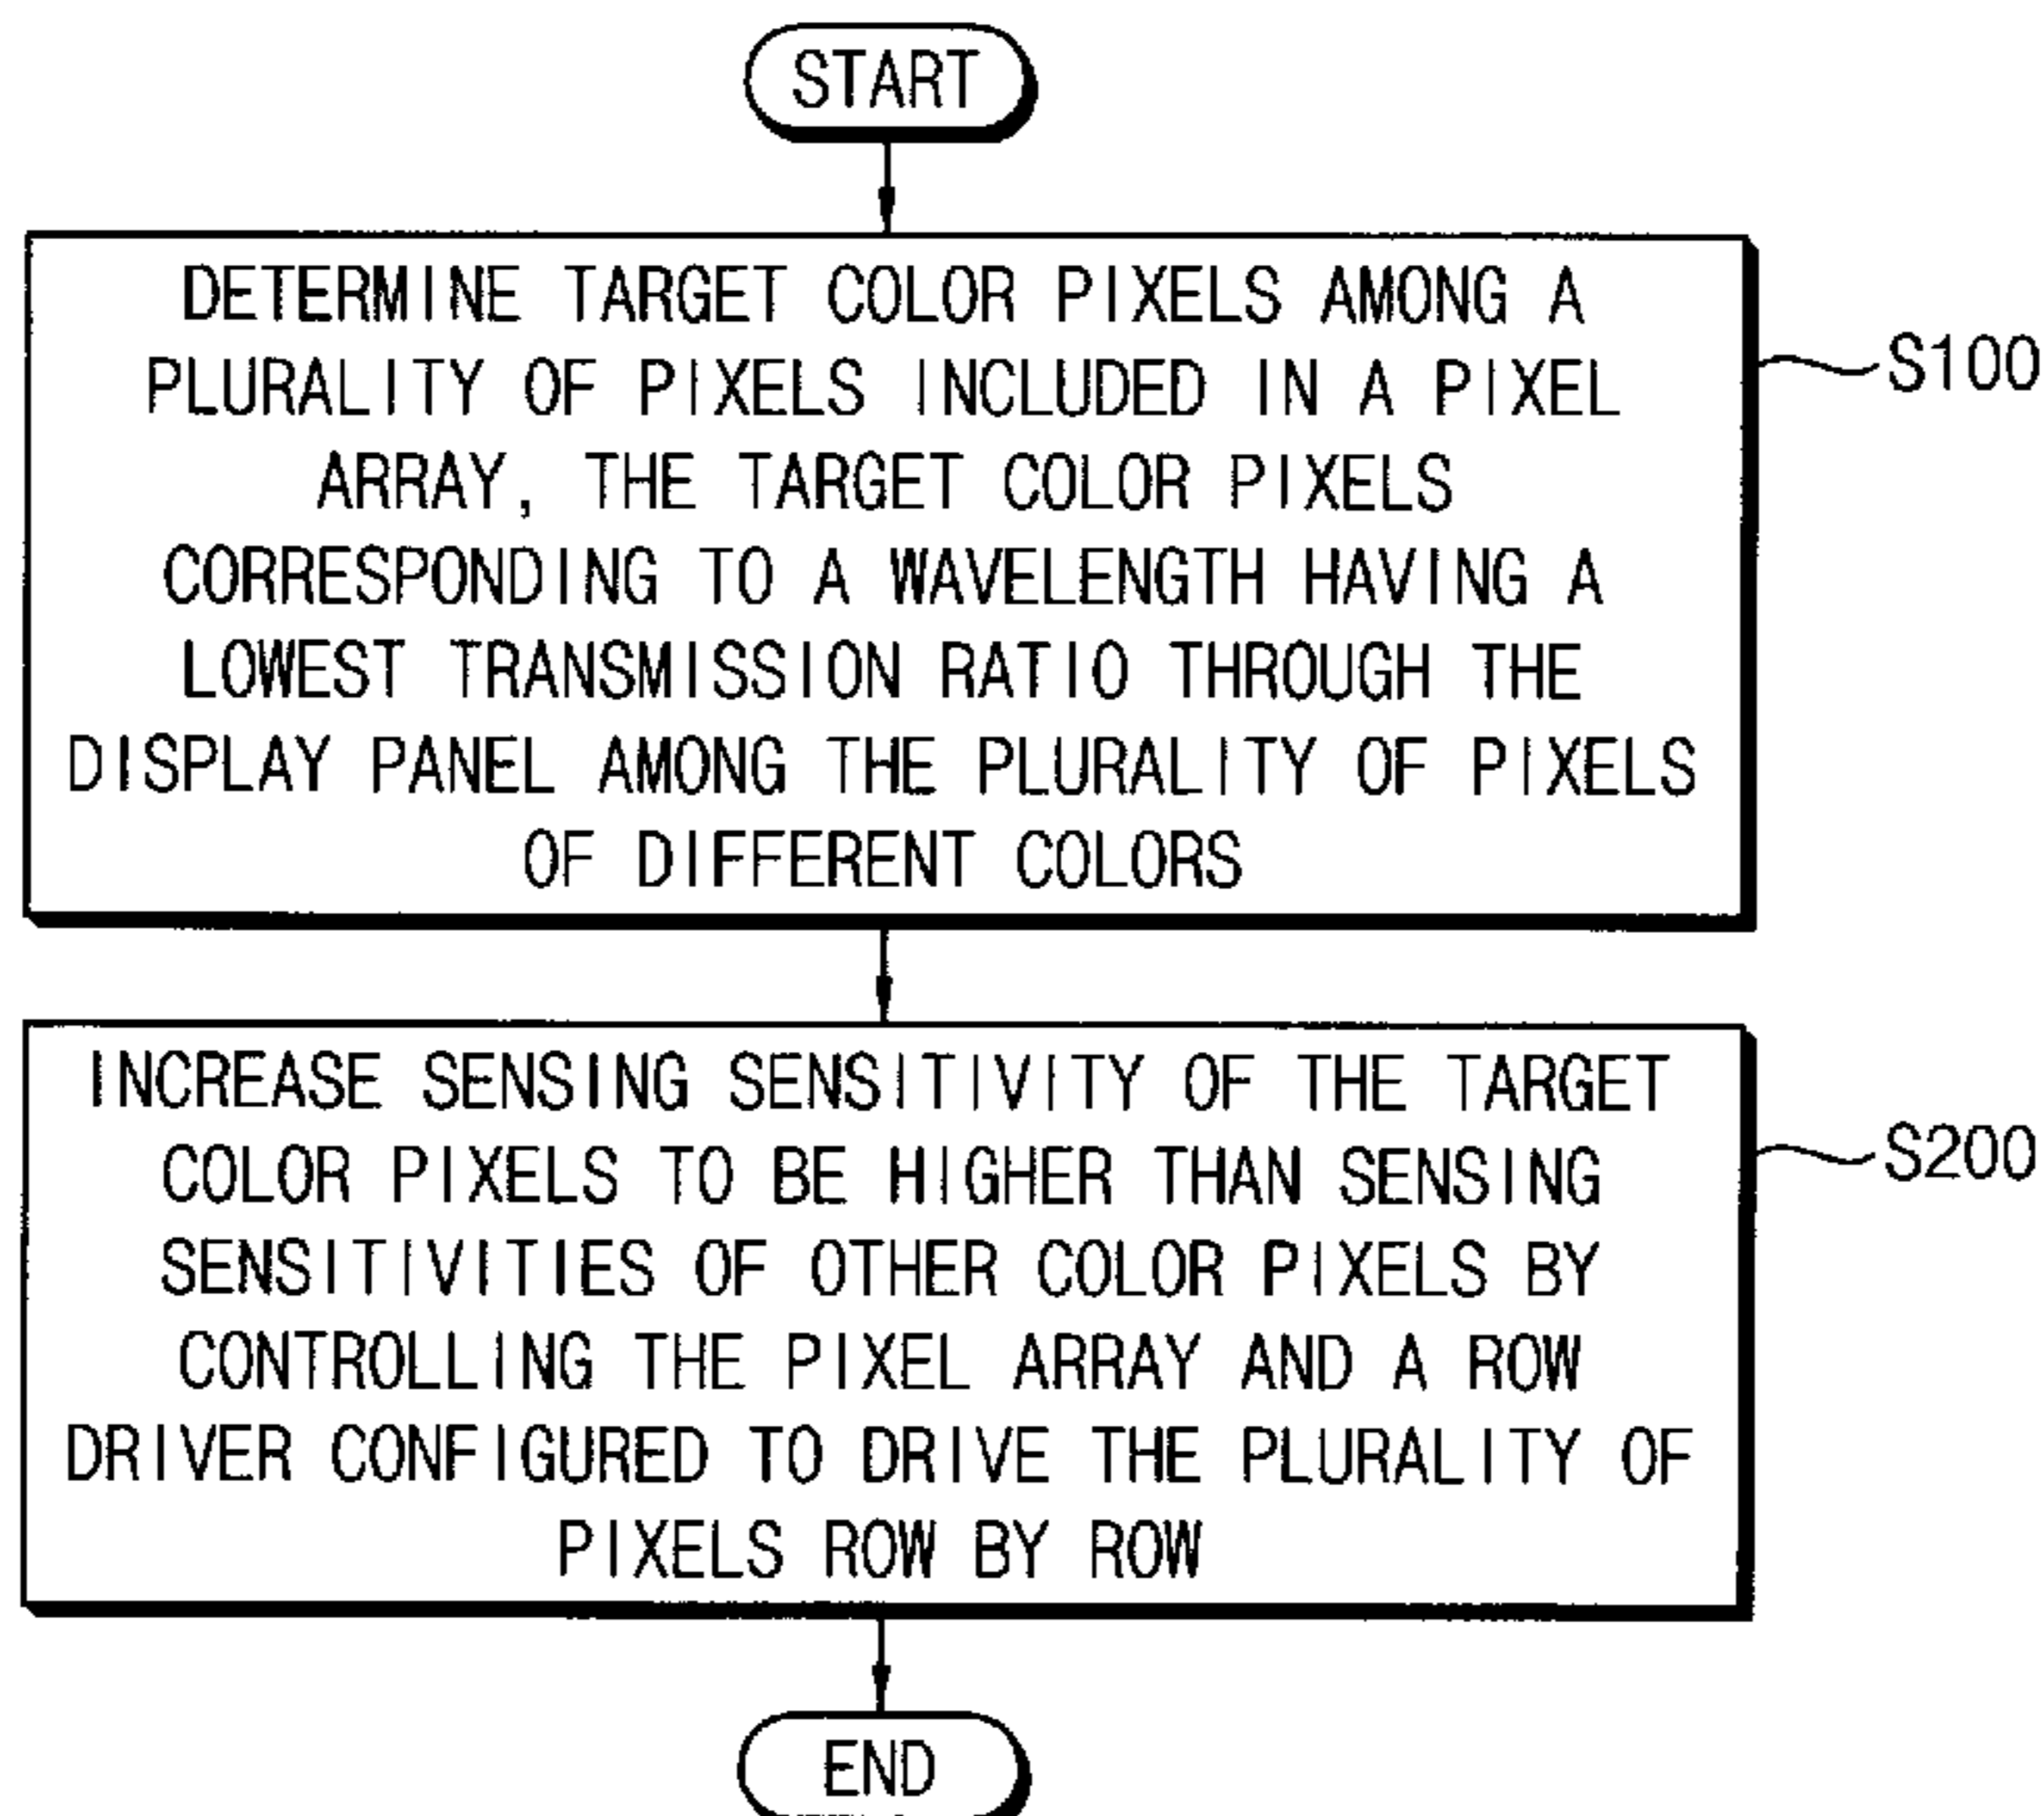 START
DETERMINE TARGET COLOR PIXELS AMONG A
PLURALITY OF PIXELS INCLUDED IN A PIXEL
ARRAY, THE TARGET COLOR PIXELS
CORRESPONDING TO A WAVELENGTH HAVING A
LOWEST TRANSMISSION RATIO THROUGH THE
DISPLAY PANEL AMONG THE PLURALITY OF PIXELS
OF DIFFERENT COLORS
S100
INCREASE SENSING SENSITIVITY OF THE TARGET
COLOR PIXELS TO BE HIGHER THAN SENSING
SENSITIVITIES OF OTHER COLOR PIXELS BY
CONTROLLING THE PIXEL ARRAY AND A ROW
DRIVER CONFIGURED TO DRIVE THE PLURALITY OF
PIXELS ROW BY ROW
S200
END